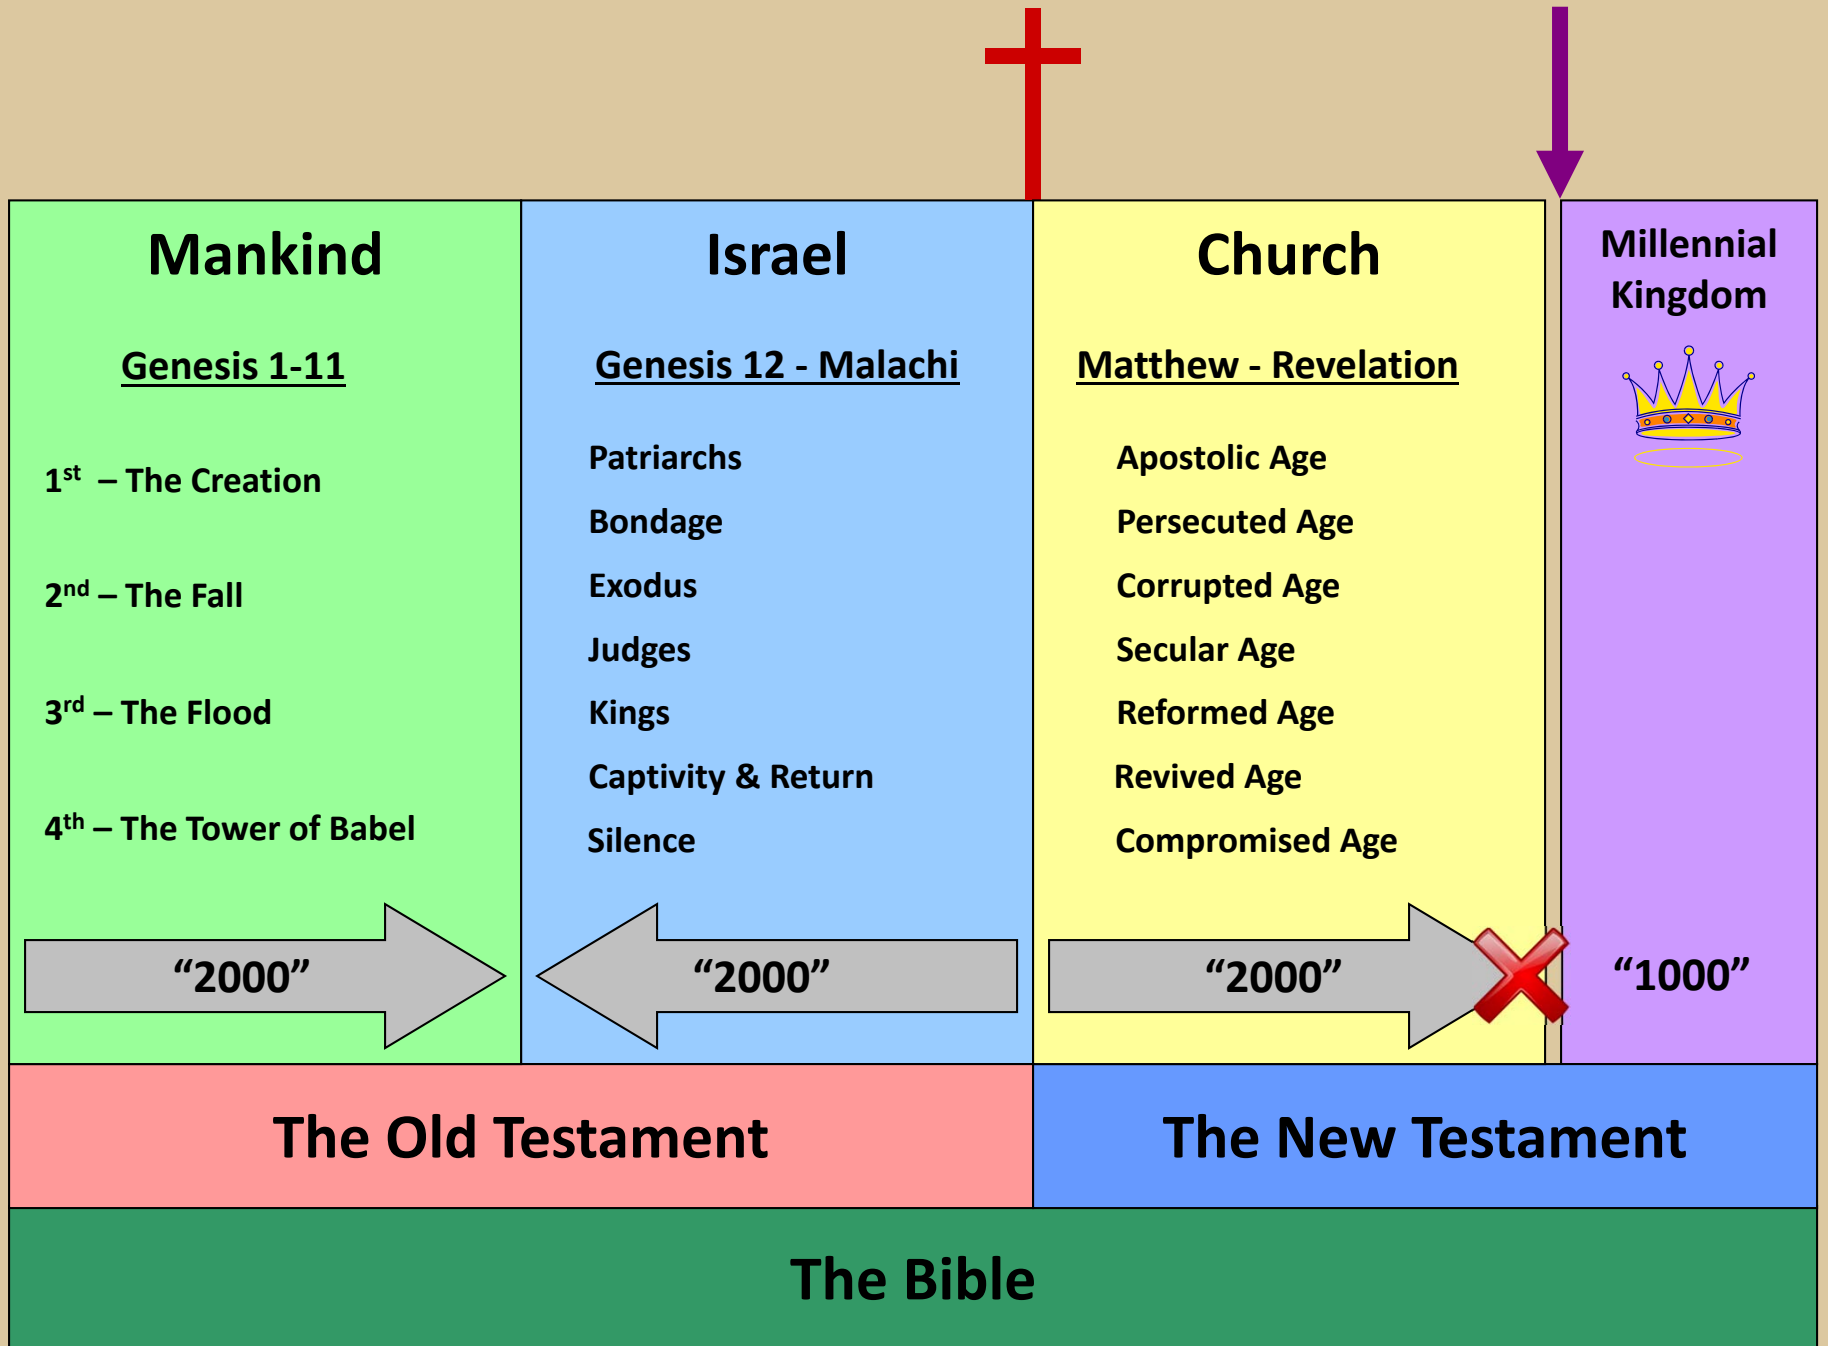 Mankind
Genesis 1-11
1st – The Creation
2nd – The Fall
3rd – The Flood
4th – The Tower of Babel
“2000”
Israel
Genesis 12 - Malachi
Patriarchs
Bondage
Exodus
Judges
Kings
Captivity & Return
Silence
“2000”
Church
Matthew - Revelation
Apostolic Age
Persecuted Age
Corrupted Age
Secular Age
Reformed Age
Revived Age
Compromised Age
“2000”
Millennial
Kingdom
“1000”
The Old Testament
The New Testament
The Bible